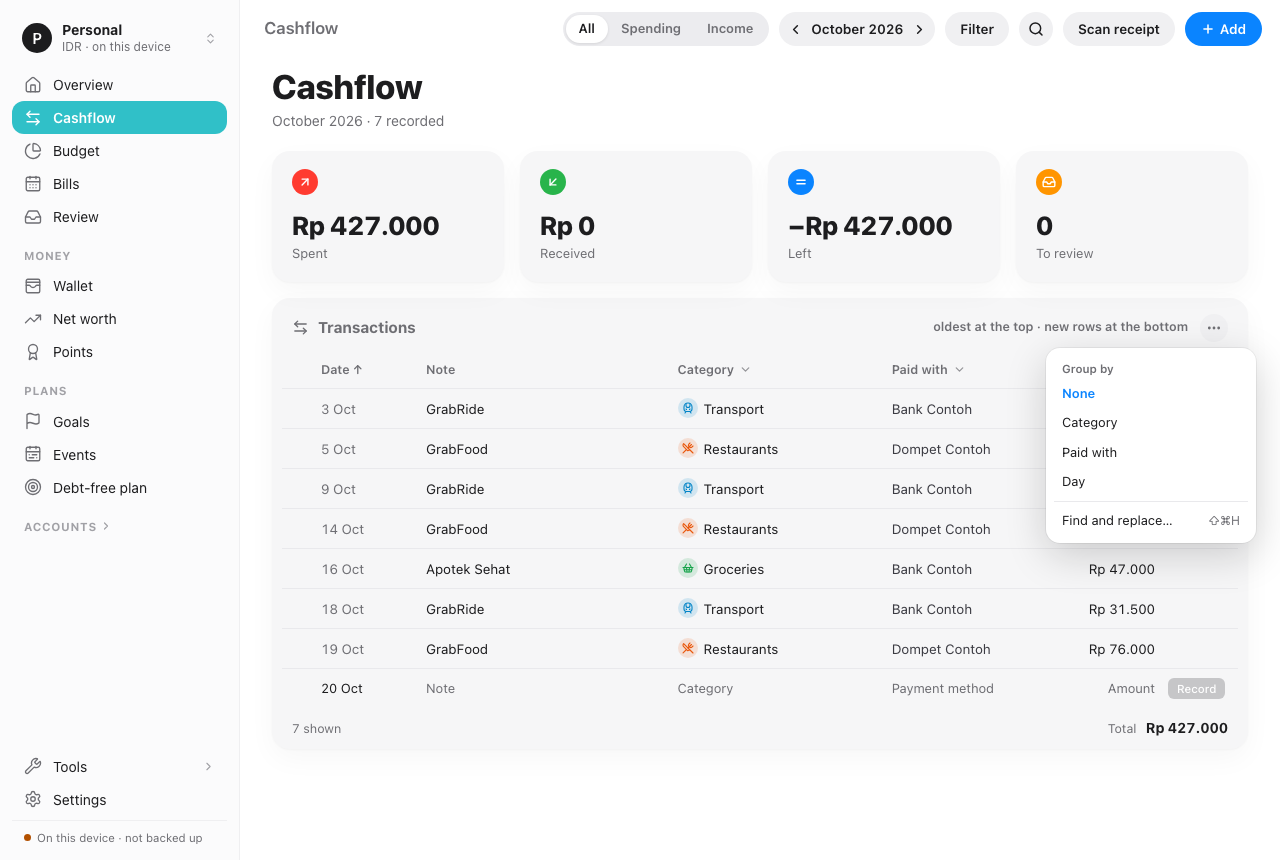 P
Personal
IDR · on this device
Overview
Cashflow
Budget
Bills
Review
MONEY
Wallet
Net worth
Points
PLANS
Goals
Events
Debt-free plan
ACCOUNTS
Tools
Settings
On this device · not backed up
Cashflow
All Spending Income
October 2026
Filter
Scan receipt
+ Add
Cashflow
October 2026 · 7 recorded
Rp 427.000
Spent
Rp 0
Received
−Rp 427.000
Left
0
To review
Transactions
oldest at the top · new rows at the bottom
Date ↑ Note Category Paid with
3 Oct GrabRide Transport Bank Contoh
5 Oct GrabFood Restaurants Dompet Contoh
9 Oct GrabRide Transport Bank Contoh
14 Oct GrabFood Restaurants Dompet Contoh
16 Oct Apotek Sehat Groceries Bank Contoh Rp 47.000
18 Oct GrabRide Transport Bank Contoh Rp 31.500
19 Oct GrabFood Restaurants Dompet Contoh Rp 76.000
20 Oct Note Category Payment method Amount Record
7 shown Total Rp 427.000
Group by
None
Category
Paid with
Day
Find and replace... ⇧⌘H